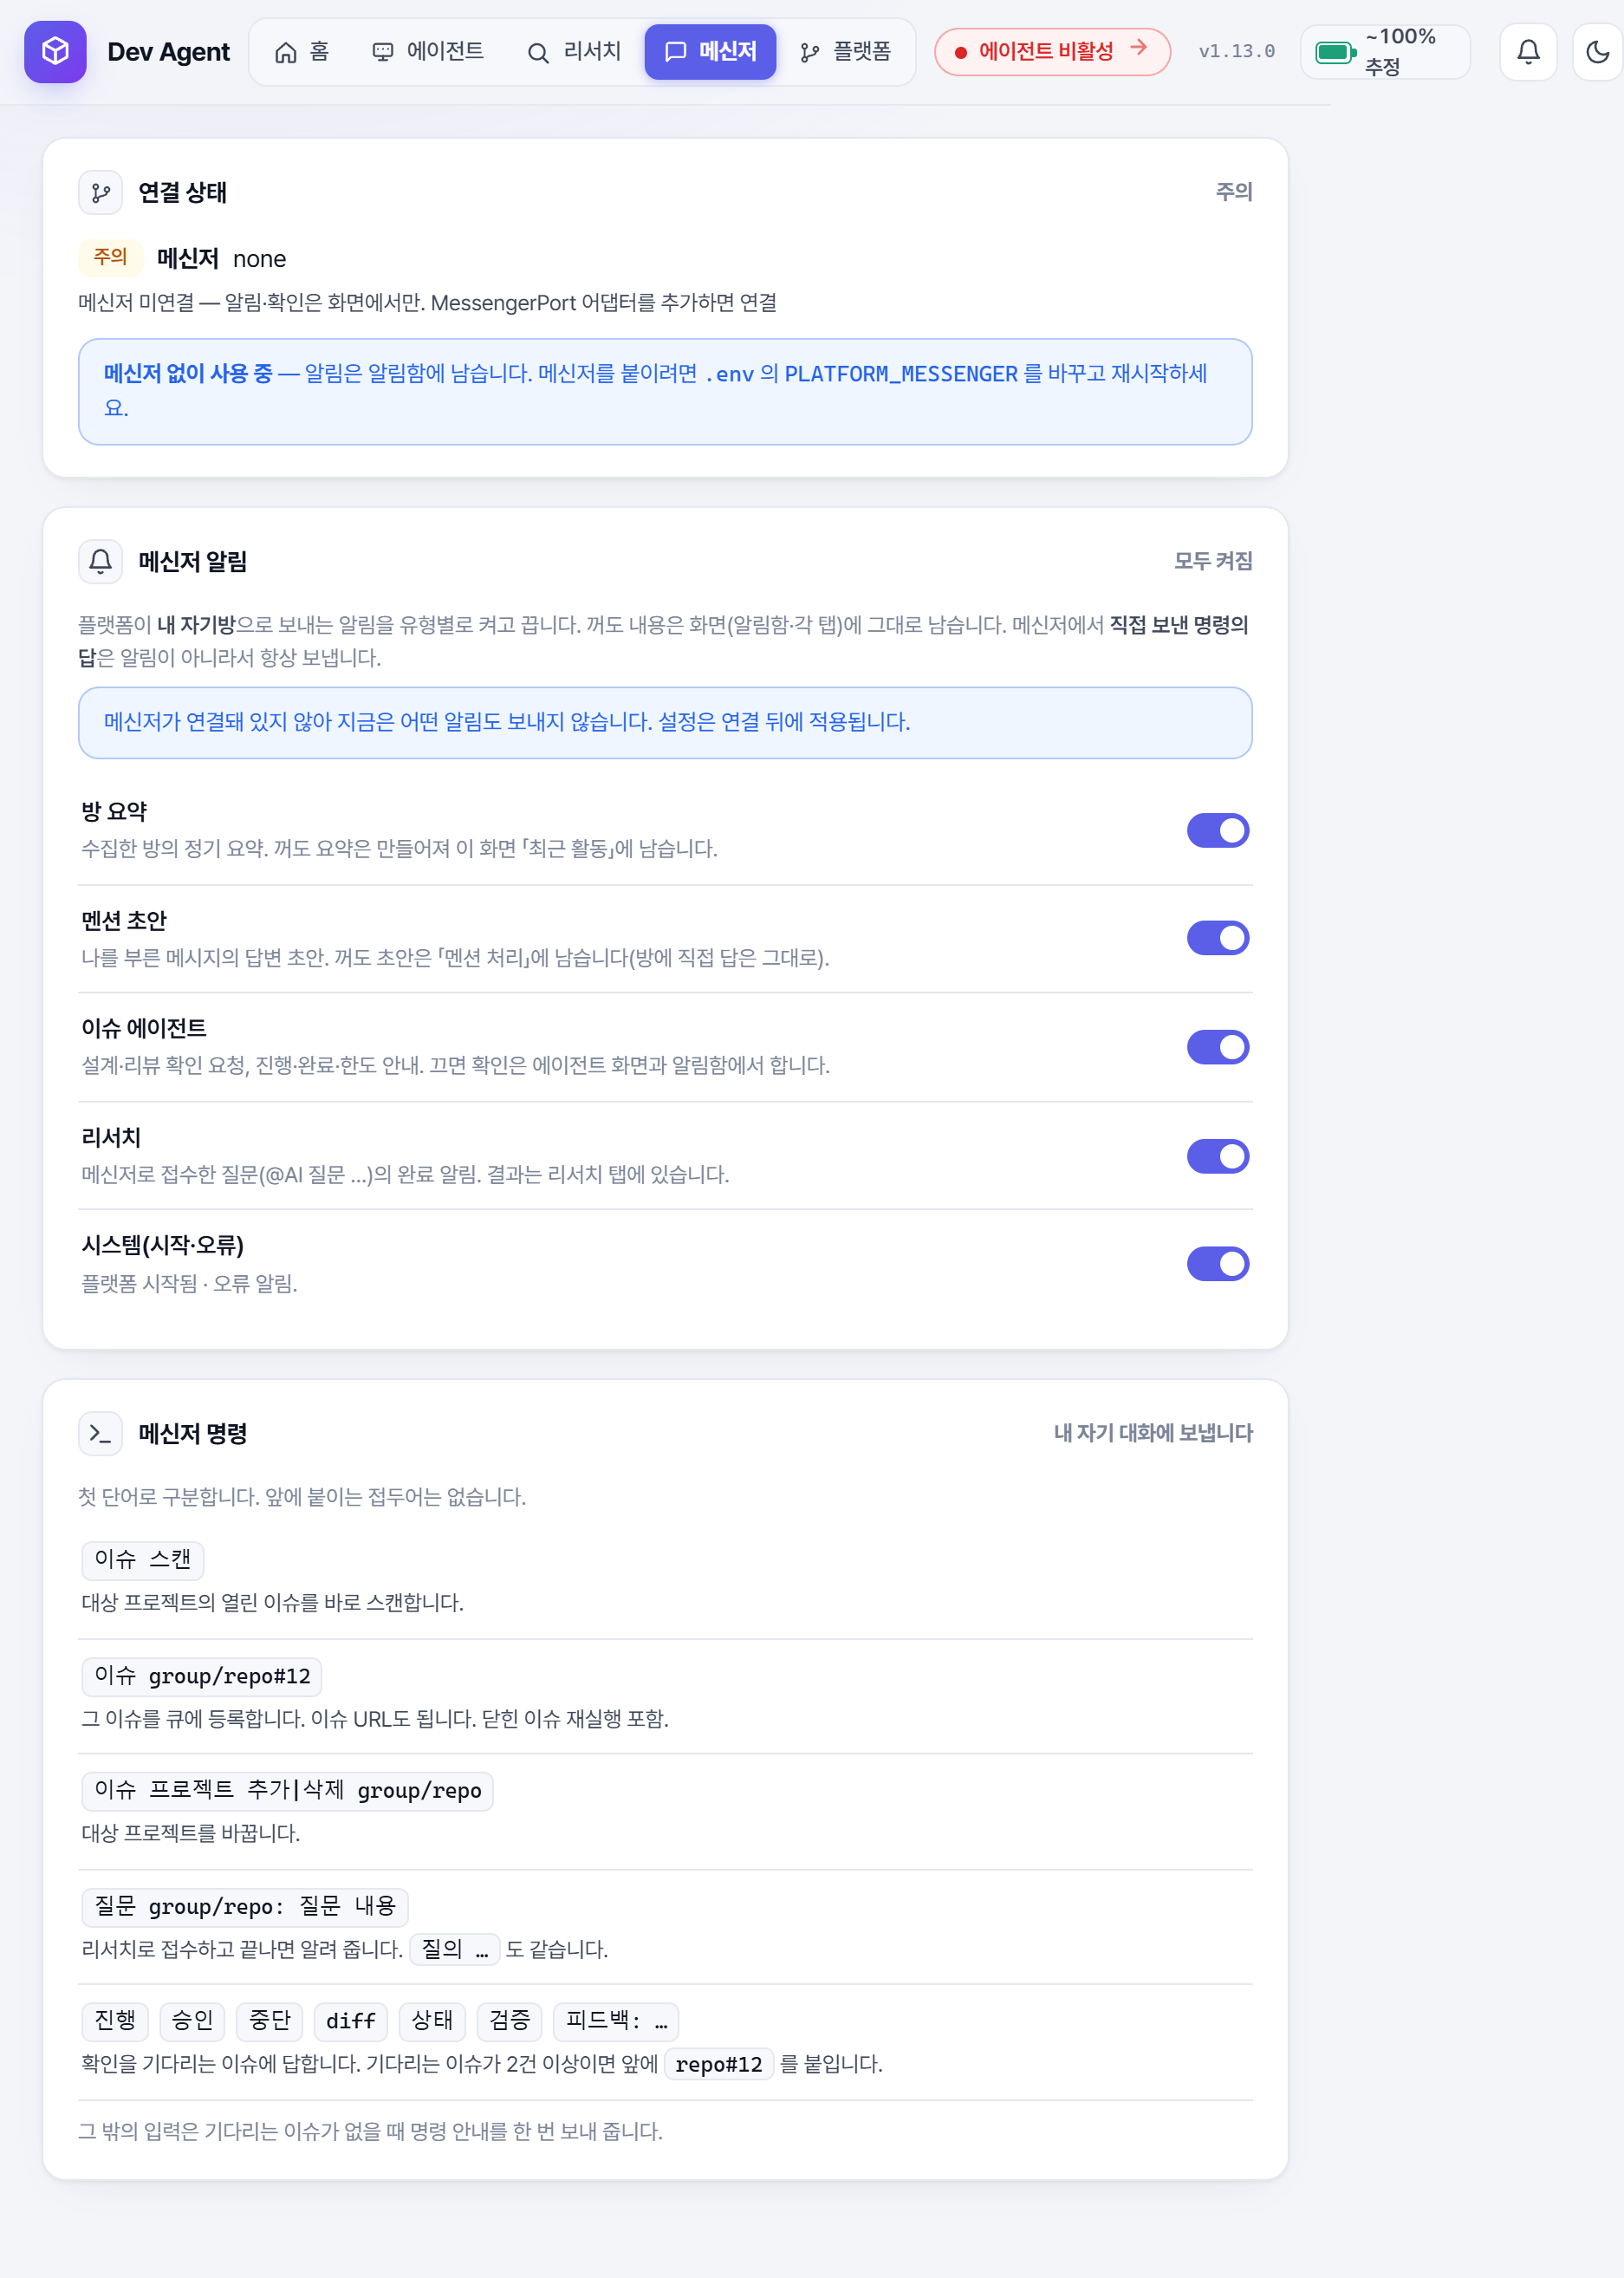 Dev Agent 홈 에이전트 리서치 메신저 플랫폼 에이전트 비활성 → v1.13.0 ~100% 추정
연결 상태 주의
주의 메신저 none
메신저 미연결 — 알림·확인은 화면에서만. MessengerPort 어댑터를 추가하면 연결
메신저 없이 사용 중 — 알림은 알림함에 남습니다. 메신저를 붙이려면 .env 의 PLATFORM_MESSENGER 를 바꾸고 재시작하세
요.
메신저 알림 모두 켜짐
플랫폼이 내 자기방으로 보내는 알림을 유형별로 켜고 끕니다. 꺼도 내용은 화면(알림함·각 탭)에 그대로 남습니다. 메신저에서 직접 보낸 명령의
답은 알림이 아니라서 항상 보냅니다.
메신저가 연결돼 있지 않아 지금은 어떤 알림도 보내지 않습니다. 설정은 연결 뒤에 적용됩니다.
방 요약
수집한 방의 정기 요약. 꺼도 요약은 만들어져 이 화면 「최근 활동」에 남습니다.
멘션 초안
나를 부른 메시지의 답변 초안. 꺼도 초안은 「멘션 처리」에 남습니다(방에 직접 답은 그대로).
이슈 에이전트
설계·리뷰 확인 요청, 진행·완료·한도 안내. 끄면 확인은 에이전트 화면과 알림함에서 합니다.
리서치
메신저로 접수한 질문(@AI 질문 …)의 완료 알림. 결과는 리서치 탭에 있습니다.
시스템(시작·오류)
플랫폼 시작됨 · 오류 알림.
메신저 명령 내 자기 대화에 보냅니다
첫 단어로 구분합니다. 앞에 붙이는 접두어는 없습니다.
이슈 스캔
대상 프로젝트의 열린 이슈를 바로 스캔합니다.
이슈 group/repo#12
그 이슈를 큐에 등록합니다. 이슈 URL도 됩니다. 닫힌 이슈 재실행 포함.
이슈 프로젝트 추가|삭제 group/repo
대상 프로젝트를 바꿉니다.
질문 group/repo: 질문 내용
리서치로 접수하고 끝나면 알려 줍니다. 질의 … 도 같습니다.
진행 승인 중단 diff 상태 검증 피드백: …
확인을 기다리는 이슈에 답합니다. 기다리는 이슈가 2건 이상이면 앞에 repo#12 를 붙입니다.
그 밖의 입력은 기다리는 이슈가 없을 때 명령 안내를 한 번 보내 줍니다.